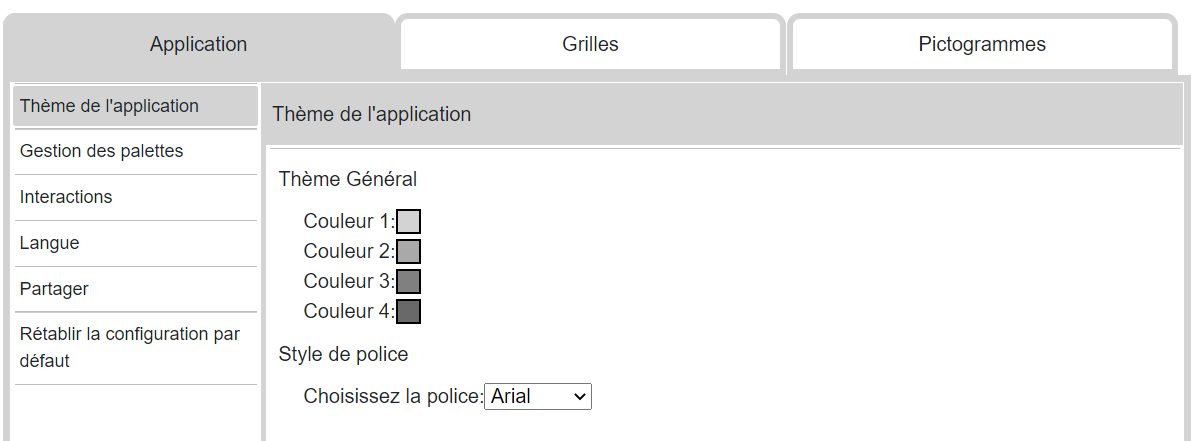 Application
Grilles
Pictogrammes
Thème de l'application
Gestion des palettes
Interactions
Langue
Partager
Rétablir la configuration par
défaut
Thème de l'application
Thème Général
Couleur 1:
Couleur 2:
Couleur 3:
Couleur 4:
Style de police
Choisissez la police: Arial